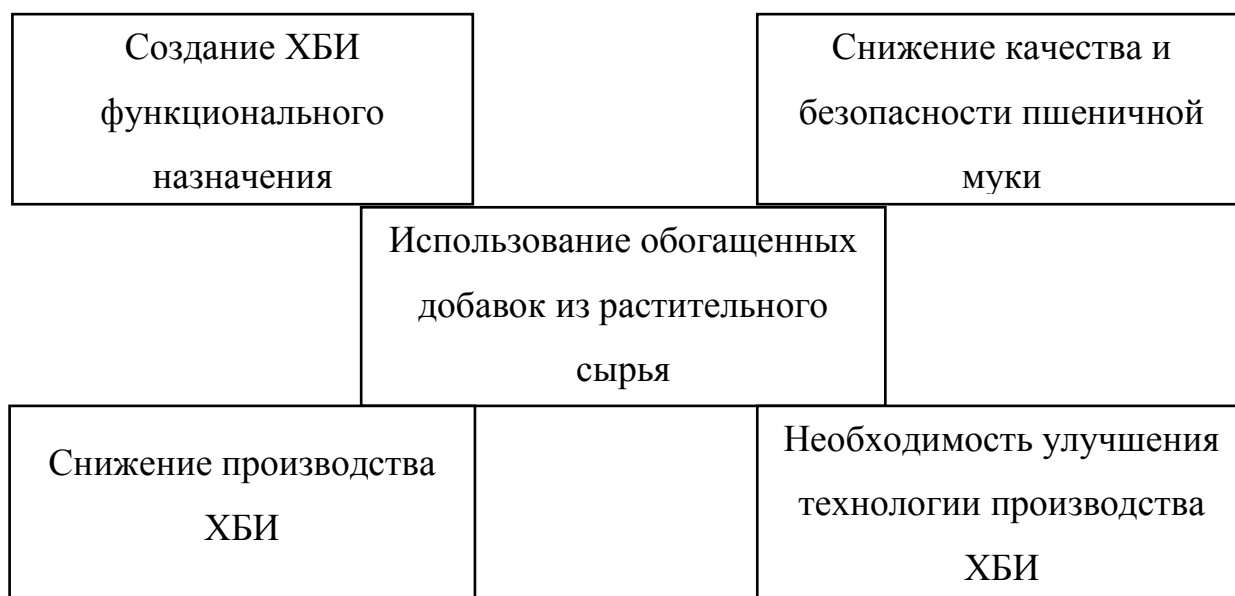 Создание ХБИ
функционального
назначения
Снижение качества и
безопасности пшеничной
муки
Использование обогащенных
добавок из растительного
сырья
Снижение производства
ХБИ
Необходимость улучшения
технологии производства
ХБИ